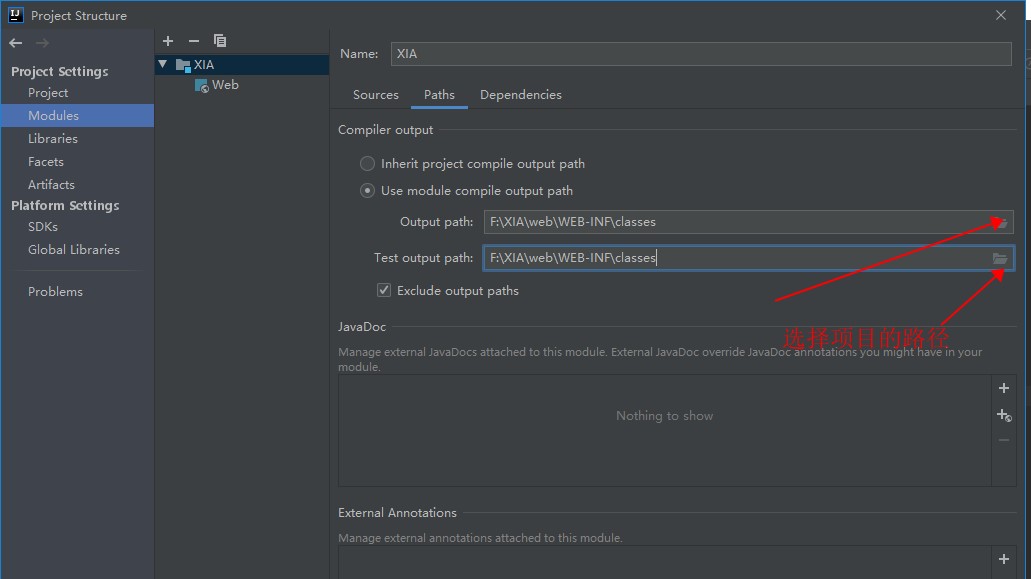 Project Structure
Project Settings
Project
Modules
Libraries
Facets
Artifacts
Platform Settings
SDKs
Global Libraries
Problems
XIA
Web
Name: XIA
Sources Paths Dependencies
Compiler output
Inherit project compile output path
Use module compile output path
Output path: F:\XIA\web\WEB-INF\classes
Test output path: F:\XIA\web\WEB-INF\classes
Exclude output paths
选择项目的路径
JavaDoc
Manage external JavaDocs attached to this module. External JavaDoc override JavaDoc annotations you might have in your
module.
Nothing to show
External Annotations
Manage external annotations attached to this module.